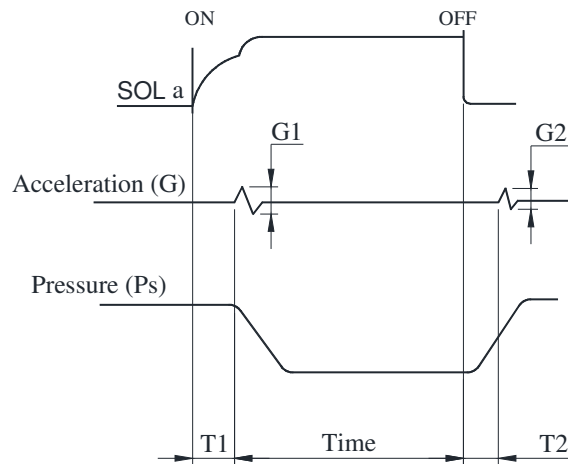 ON OFF
SOL a
G1 G2
Acceleration (G)
Pressure (Ps)
T1 Time T2